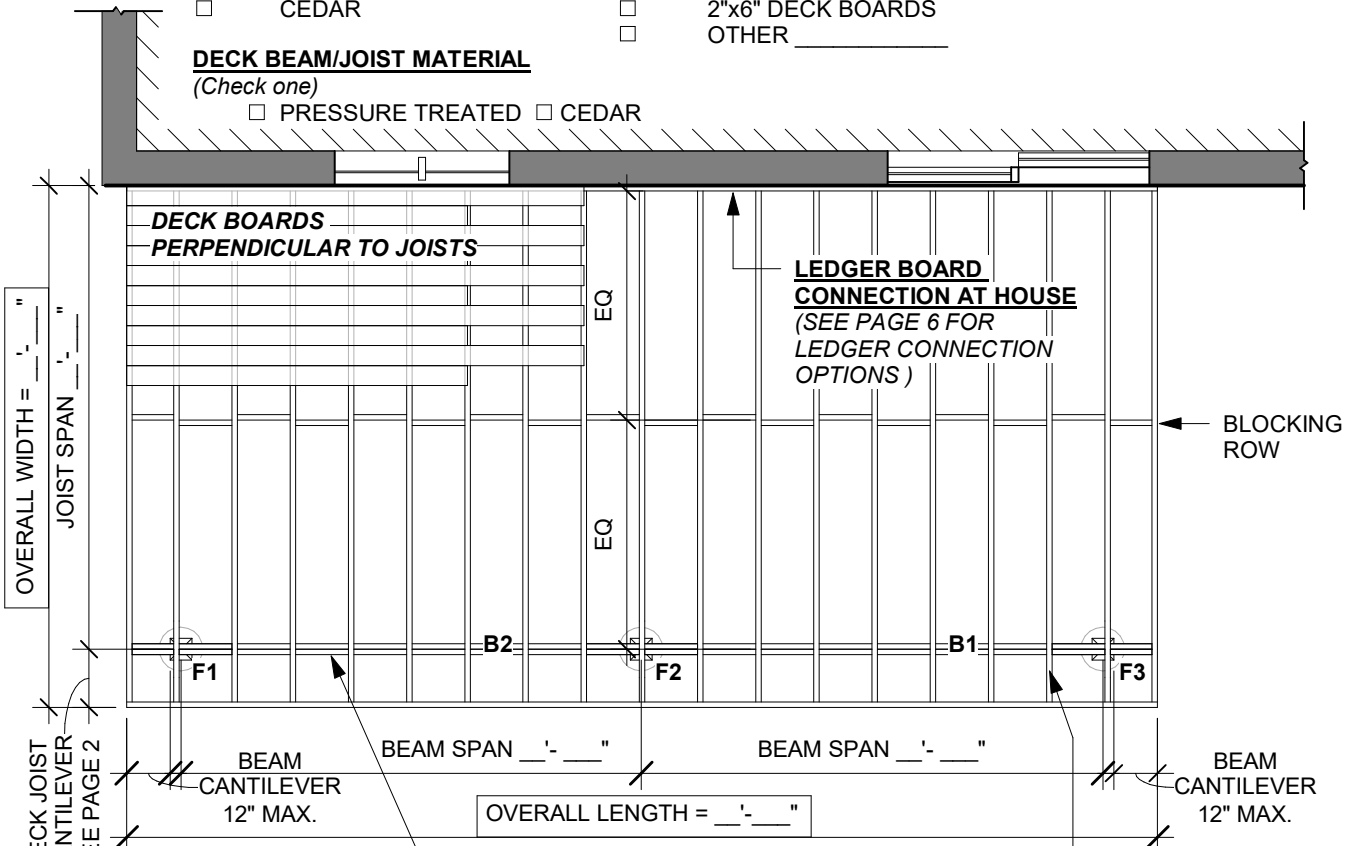 ☐ CEDAR
☐ 2"x6" DECK BOARDS
☐ OTHER ____________
DECK BEAM/JOIST MATERIAL
(Check one)
☐ PRESSURE TREATED ☐ CEDAR
DECK BOARDS
PERPENDICULAR TO JOISTS
LEDGER BOARD
CONNECTION AT HOUSE
(SEE PAGE 6 FOR
LEDGER CONNECTION
OPTIONS )
EQ
EQ
BLOCKING
ROW
OVERALL WIDTH = __'- ___"
JOIST SPAN __'- ___"
B2
B1
F1
F2
F3
BEAM SPAN __'- ___"
BEAM SPAN __'- ___"
BEAM
CANTILEVER
12" MAX.
BEAM
CANTILEVER
12" MAX.
OVERALL LENGTH = __'-___"
JOIST
PAGE 2